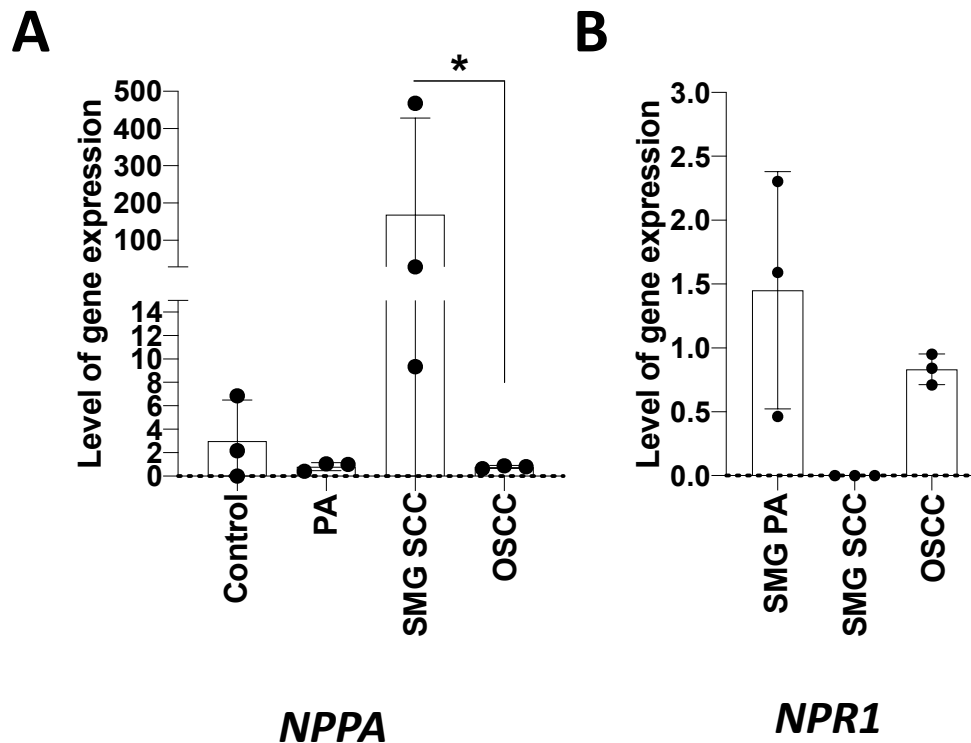 A
Level of gene expression
500
400
300
200
100
14
12
10
8
6
4
2
0
*
Control
PA
SMG SCC
OSCC
NPPA
B
Level of gene expression
3.0
2.5
2.0
1.5
1.0
0.5
0.0
SMG PA
SMG SCC
OSCC
NPR1